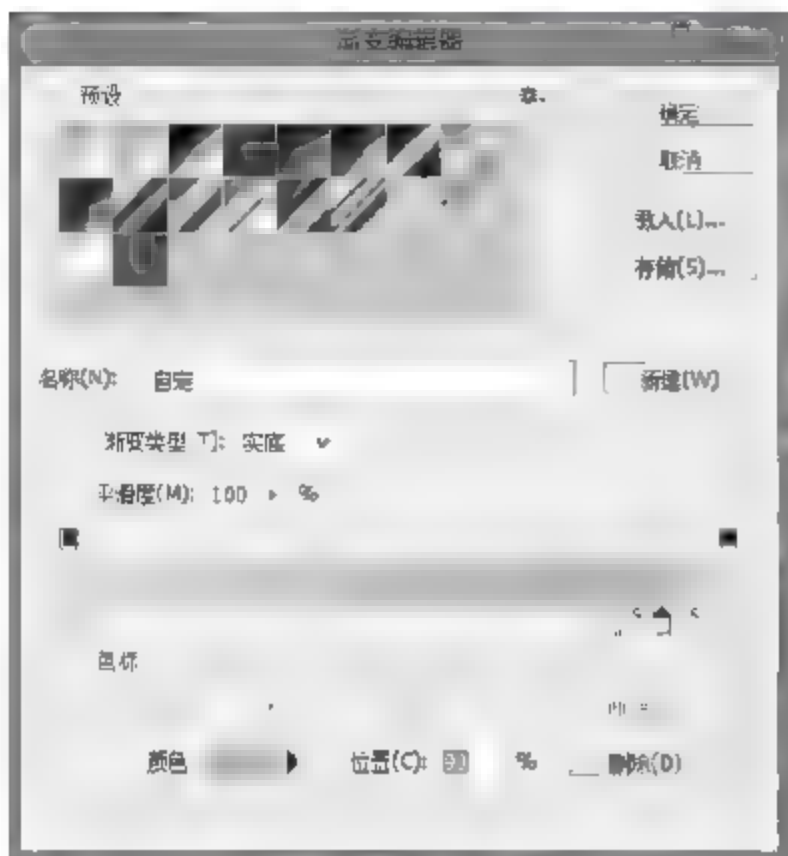 渐变编辑器
预设
确定
取消
载入(L)...
存储(S)...
名称(N): 自定
新建(W)
渐变类型 T): 实底
平滑度(M): 100 %
色标
颜色 位置(C): % 删除(D)